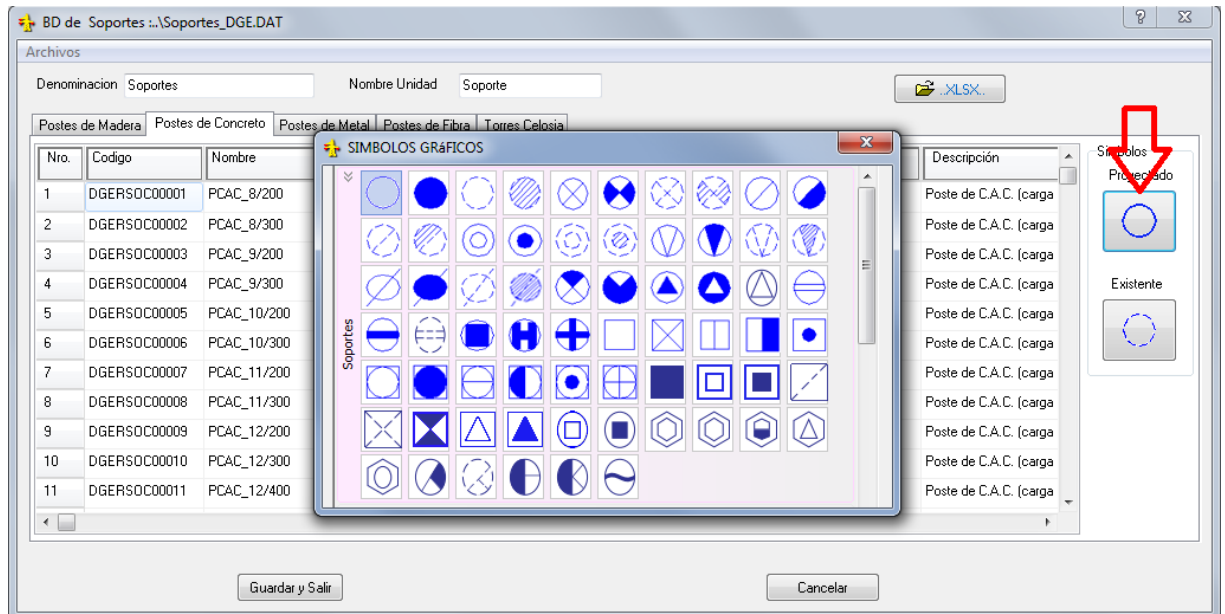 BD de Soportes :..\Soportes_DGE.DAT
Archivos
Denominacion Soportes Nombre Unidad Soporte ..XLSX..
Postes de Madera Postes de Concreto Postes de Metal Postes de Fibra Torres Celosia
SIMBOLOS GRáFICOS
Soportes
Nro. Codigo Nombre Descripción
1 DGERSOC00001 PCAC_8/200 Poste de C.A.C. (carga
2 DGERSOC00002 PCAC_8/300 Poste de C.A.C. (carga
3 DGERSOC00003 PCAC_9/200 Poste de C.A.C. (carga
4 DGERSOC00004 PCAC_9/300 Poste de C.A.C. (carga
5 DGERSOC00005 PCAC_10/200 Poste de C.A.C. (carga
6 DGERSOC00006 PCAC_10/300 Poste de C.A.C. (carga
7 DGERSOC00007 PCAC_11/200 Poste de C.A.C. (carga
8 DGERSOC00008 PCAC_11/300 Poste de C.A.C. (carga
9 DGERSOC00009 PCAC_12/200 Poste de C.A.C. (carga
10 DGERSOC00010 PCAC_12/300 Poste de C.A.C. (carga
11 DGERSOC00011 PCAC_12/400 Poste de C.A.C. (carga
Simbolos
Proyectado
Existente
Guardar y Salir Cancelar